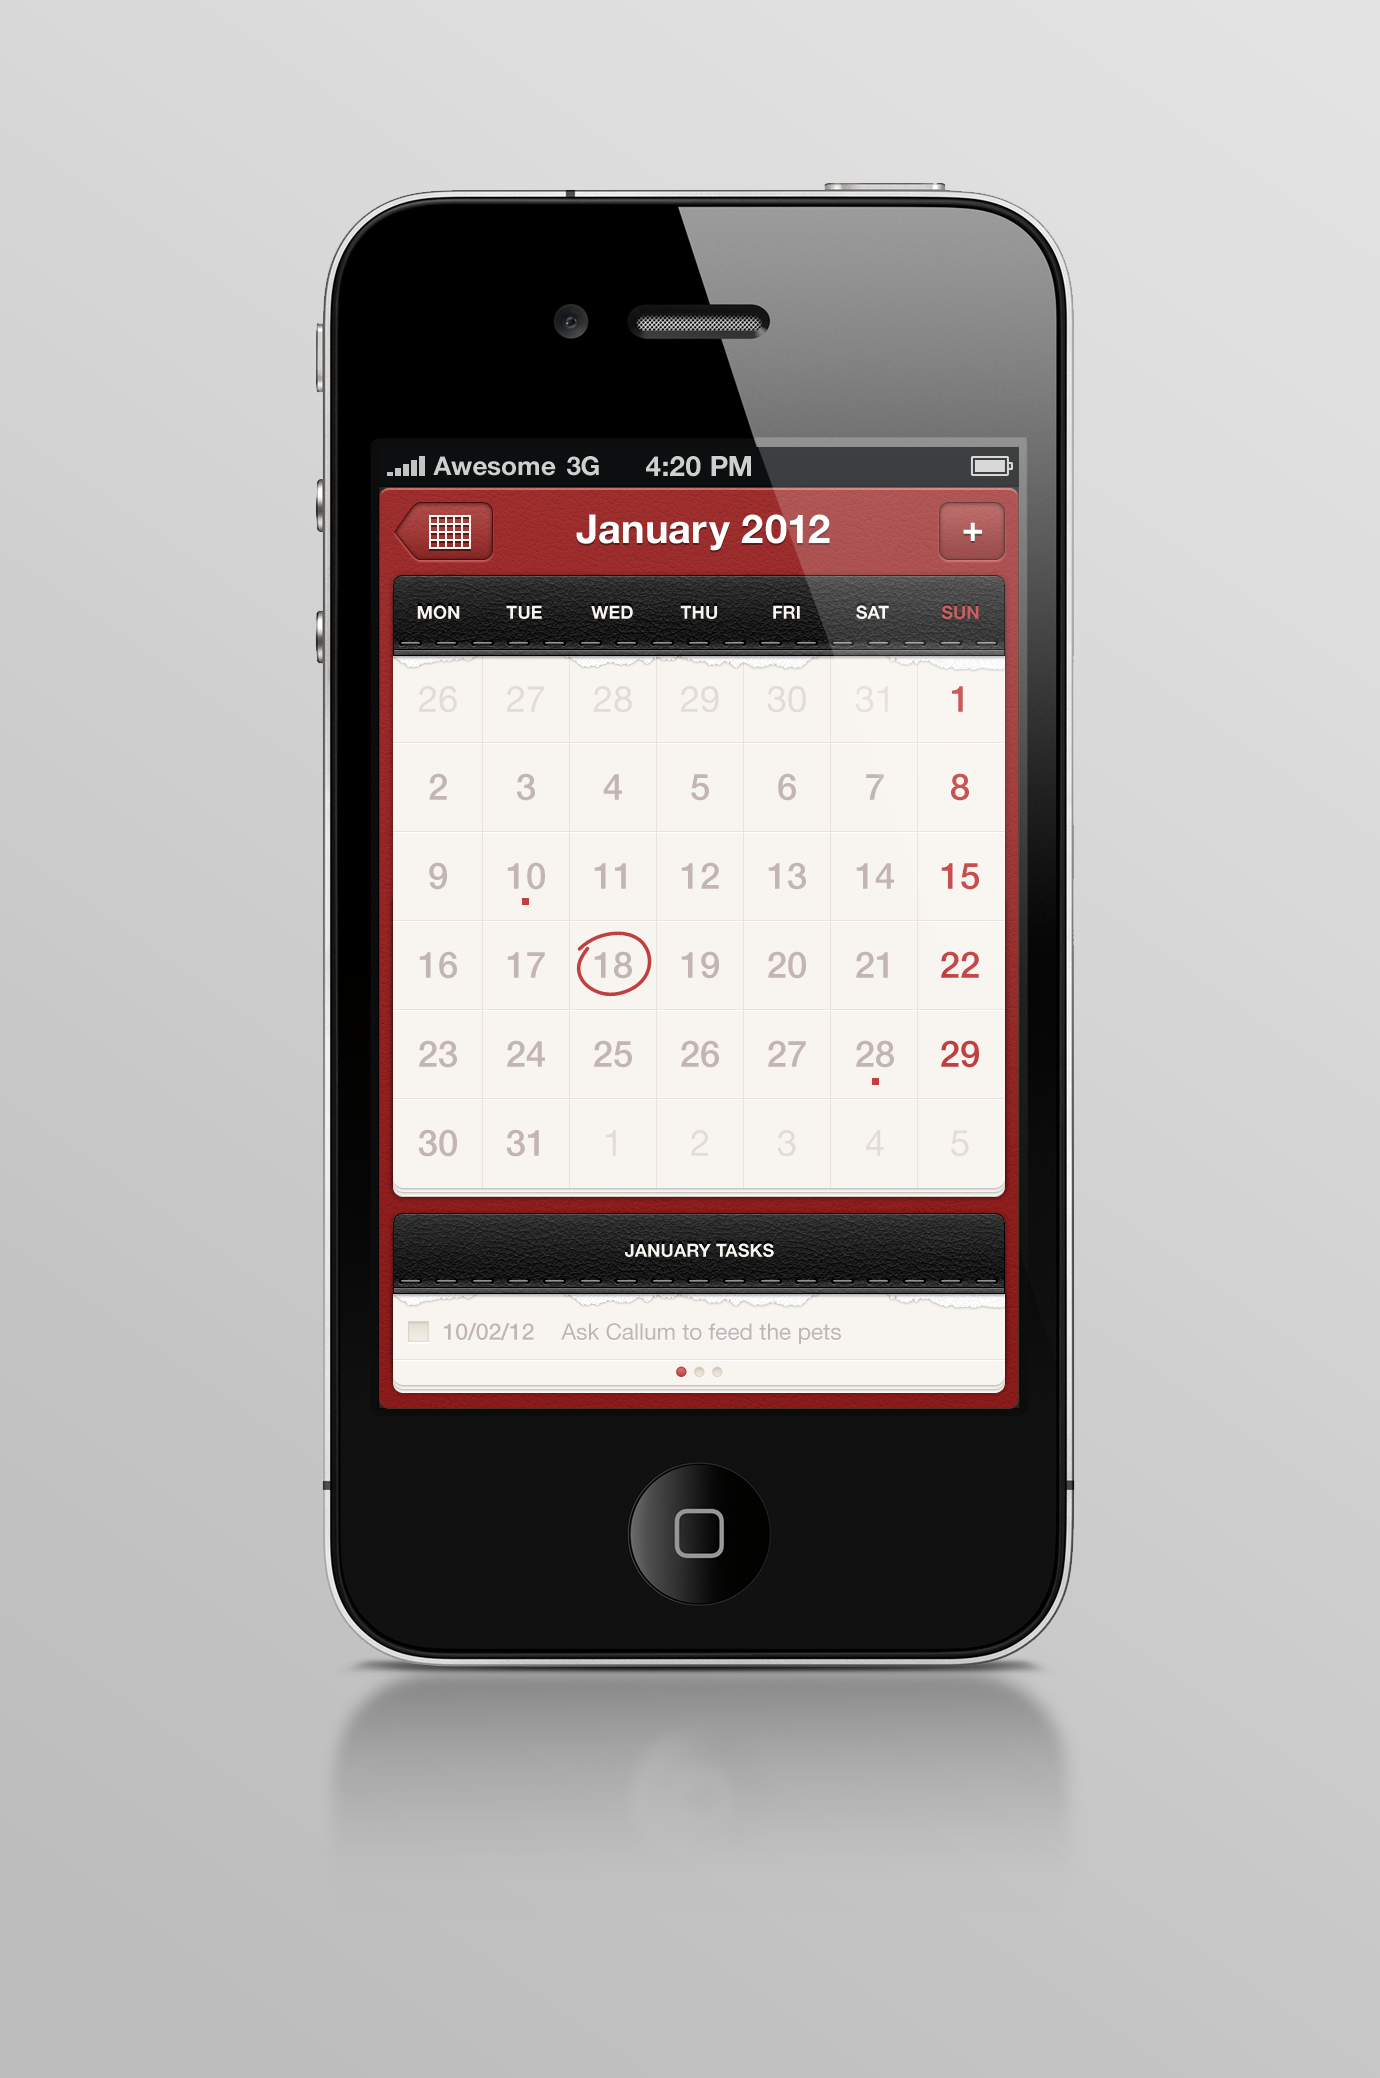 Awesome 3G 4:20 PM
January 2012 +
MON TUE WED THU FRI SAT SUN
26 27 28 29 30 31 1
2 3 4 5 6 7 8
9 10 11 12 13 14 15
16 17 18 19 20 21 22
23 24 25 26 27 28 29
30 31 1 2 3 4 5
JANUARY TASKS
10/02/12 Ask Callum to feed the pets